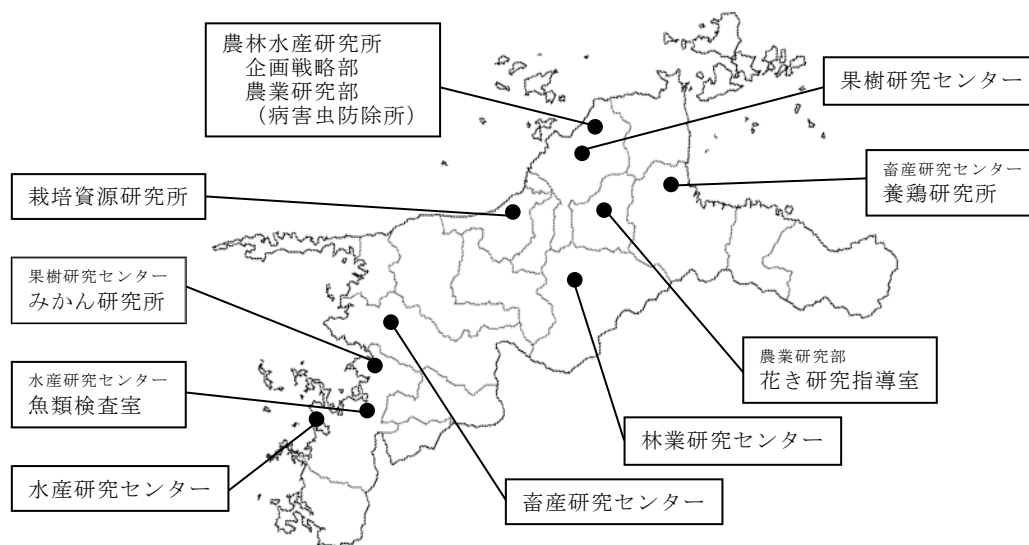 農林水産研究所
企画戦略部
農業研究部
（病害虫防除所）
果樹研究センター
畜産研究センター
養鶏研究所
栽培資源研究所
果樹研究センター
みかん研究所
農業研究部
花き研究指導室
水産研究センター
魚類検査室
林業研究センター
水産研究センター
畜産研究センター